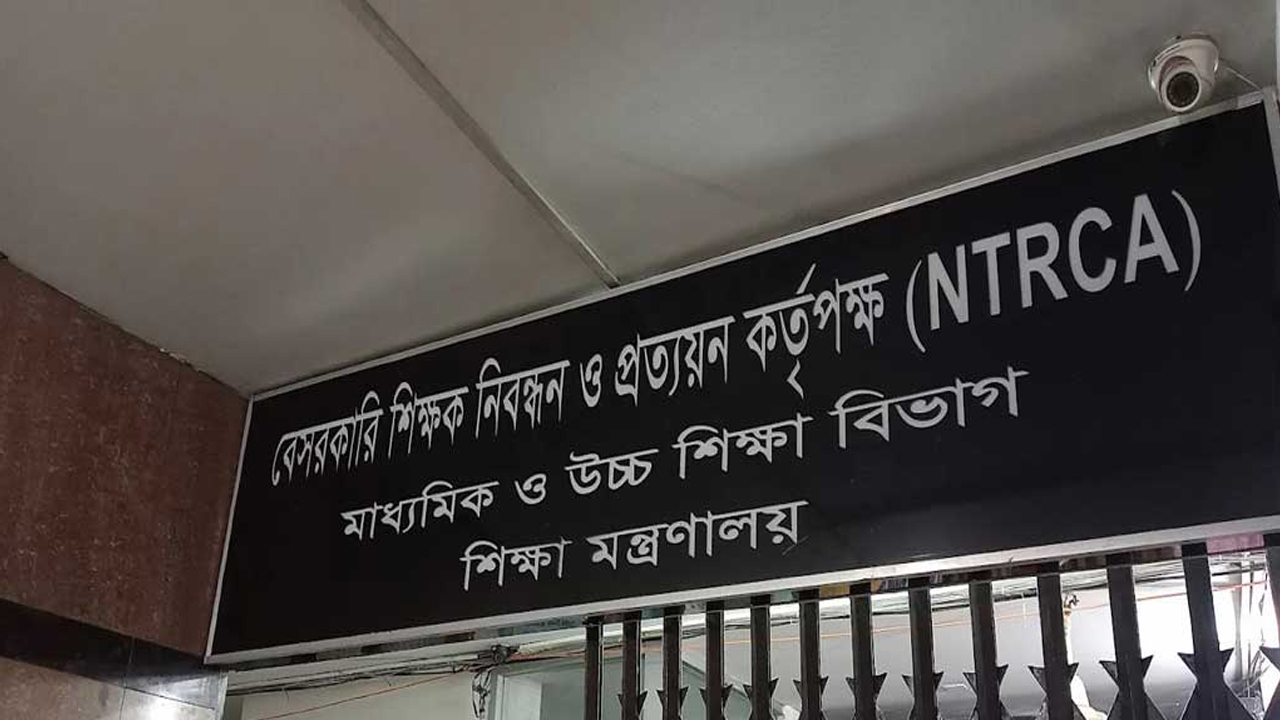 বেসরকারি শিক্ষক নিবন্ধন ও প্রত্যয়ন কর্তৃপক্ষ (NTRCA)
মাধ্যমিক ও উচ্চ শিক্ষা বিভাগ
শিক্ষা মন্ত্রণালয়